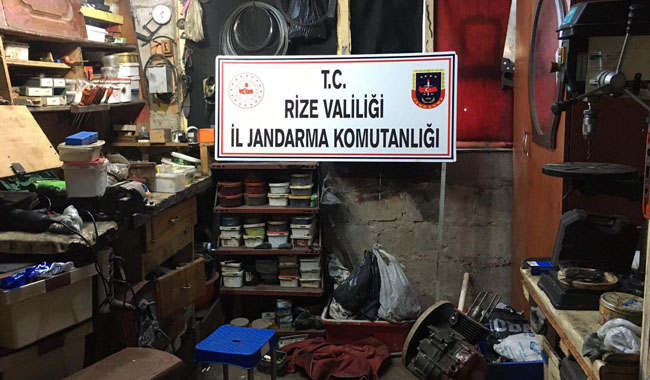 T.C.
RİZE VALİLİĞİ
İL JANDARMA KOMUTANLIĞI